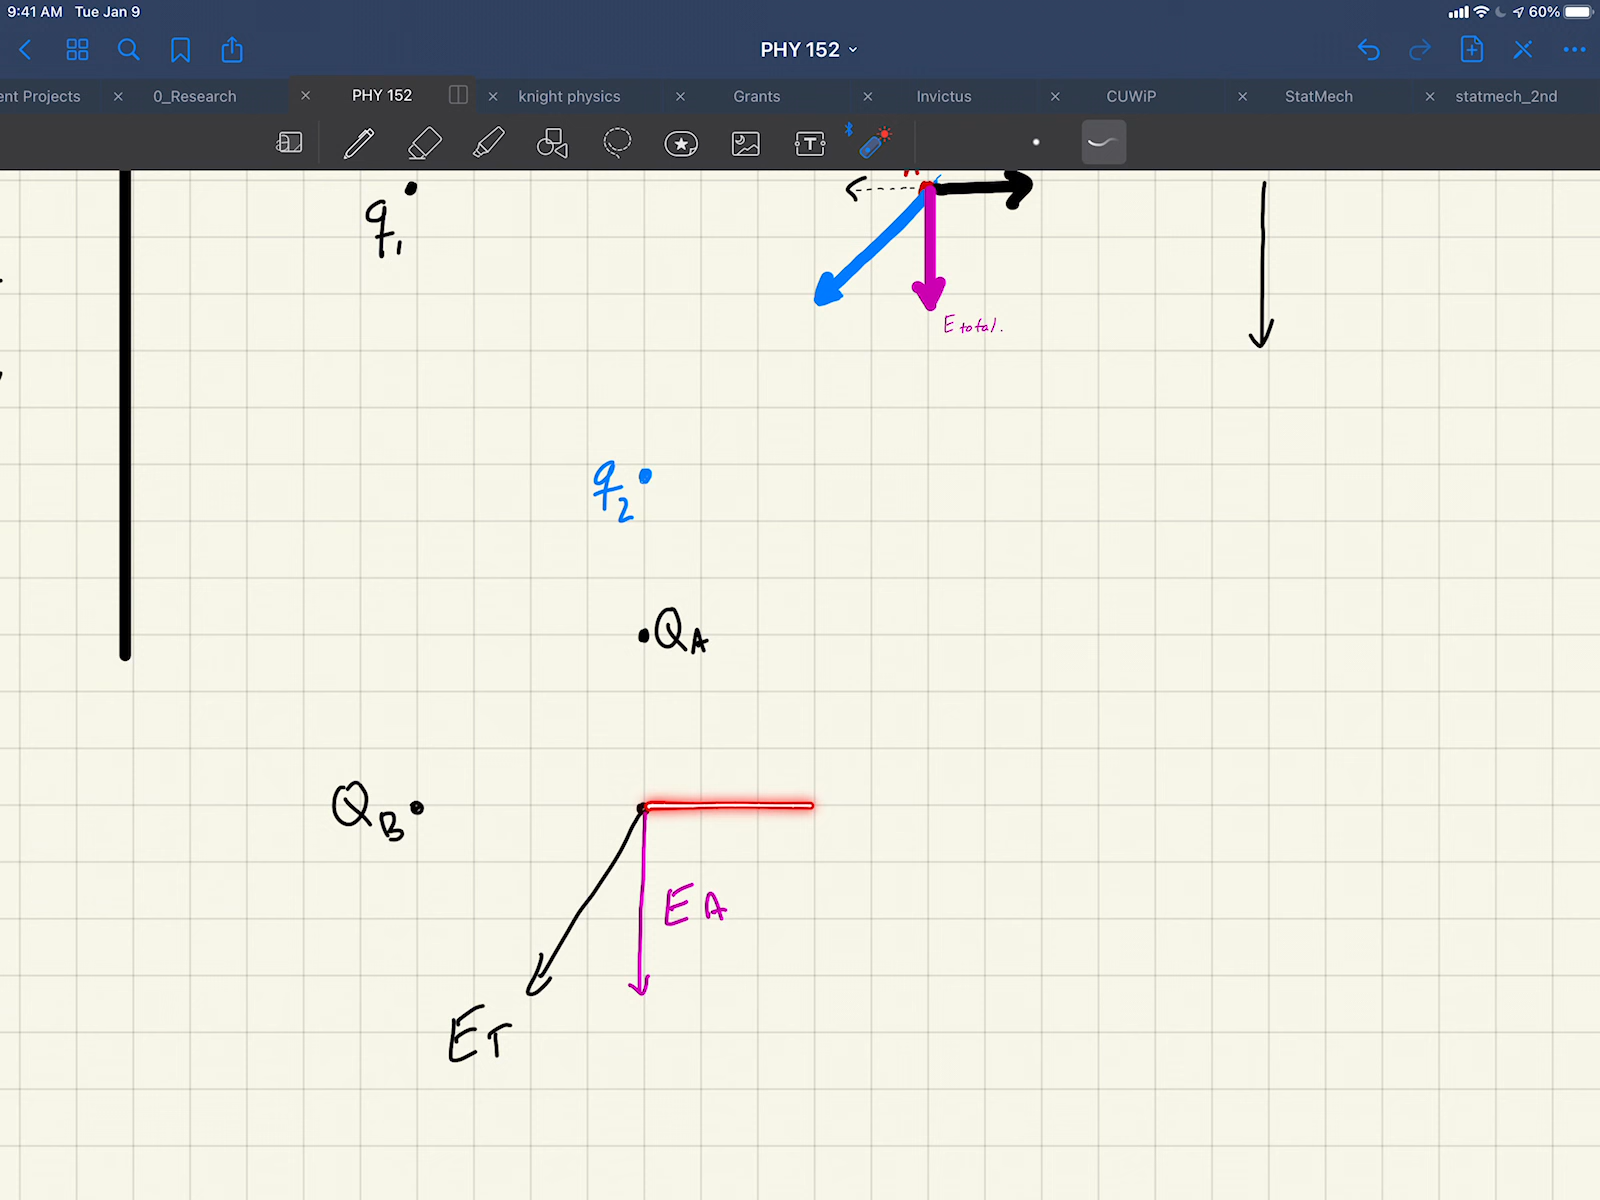 9:41 AM Tue Jan 9
60%
PHY 152
ent Projects
0_Research
PHY 152
knight physics
Grants
Invictus
CUWiP
StatMech
statmech_2nd
T
q1
E total.
q2
QA
QB
EA
ET